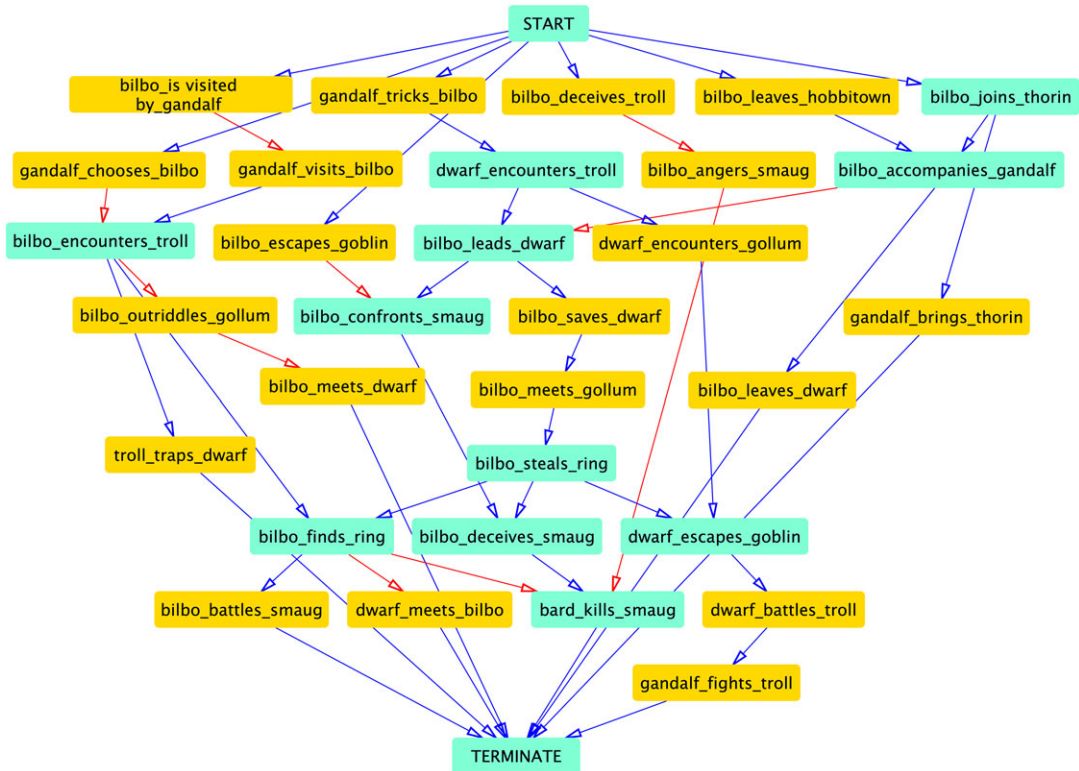 START
bilbo_is visited
by_gandalf
gandalf_tricks_bilbo
bilbo_deceives_troll
bilbo_leaves_hobbitown
bilbo_joins_thorin
gandalf_chooses_bilbo
gandalf_visits_bilbo
dwarf_encounters_troll
bilbo_angers_smaug
bilbo_accompanies_gandalf
bilbo_encounters_troll
bilbo_escapes_goblin
bilbo_leads_dwarf
dwarf_encounters_gollum
bilbo_outriddles_gollum
bilbo_confronts_smaug
bilbo_saves_dwarf
gandalf_brings_thorin
bilbo_meets_dwarf
bilbo_meets_gollum
bilbo_leaves_dwarf
troll_traps_dwarf
bilbo_steals_ring
bilbo_finds_ring
bilbo_deceives_smaug
dwarf_escapes_goblin
bilbo_battles_smaug
dwarf_meets_bilbo
bard_kills_smaug
dwarf_battles_troll
gandalf_fights_troll
TERMINATE